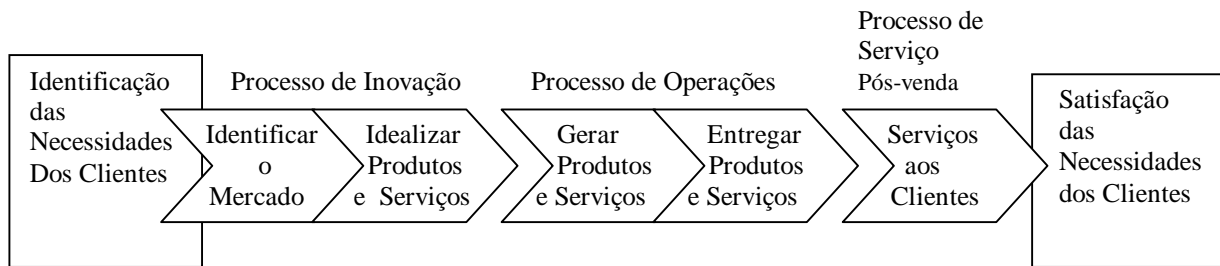 Identificação
das
Necessidades
Dos Clientes
Processo de Inovação
Identificar
o
Mercado
Idealizar
Produtos
e Serviços
Processo de Operações
Gerar
Produtos
e Serviços
Entregar
Produtos
e Serviços
Processo de
Serviço
Pós-venda
Serviços
aos
Clientes
Satisfação
das
Necessidades
dos Clientes